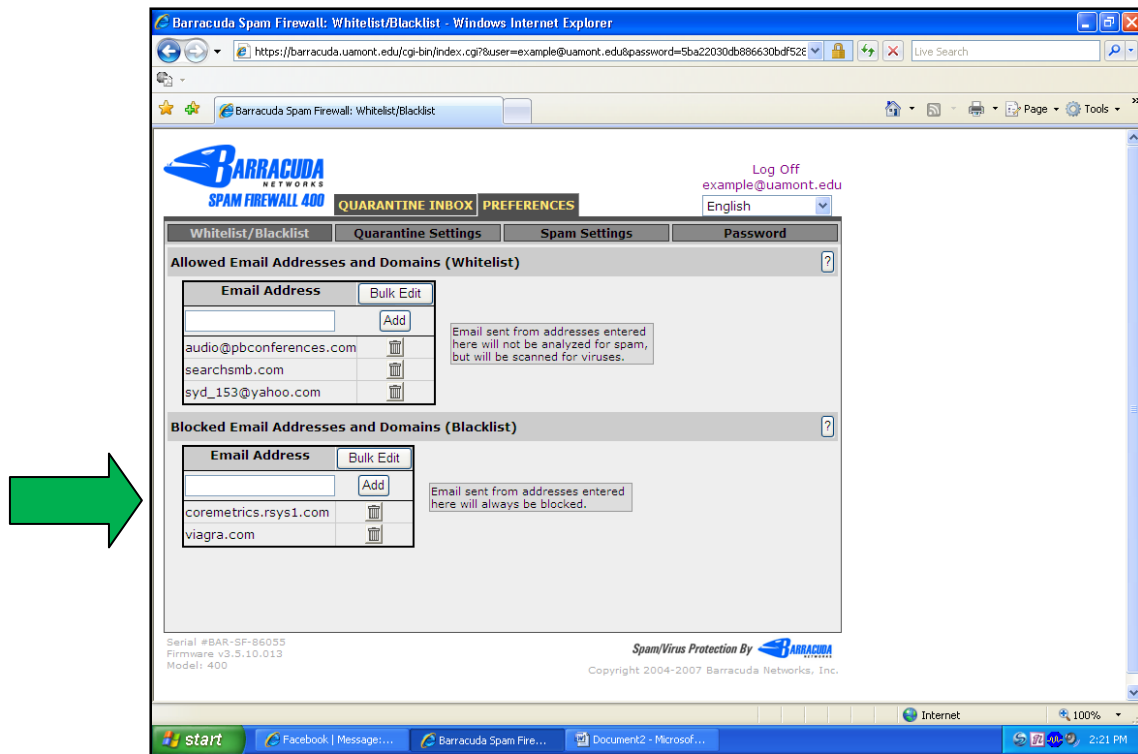 Barracuda Spam Firewall: Whitelist/Blacklist - Windows Internet Explorer
https://barracuda.uamont.edu/cgi-bin/index.cgi?&user=example@uamont.edu&password=5ba22030db886630bdf528
Live Search
Barracuda Spam Firewall: Whitelist/Blacklist
Page
Tools
BARRACUDA
NETWORKS
SPAM FIREWALL 400
Log Off
example@uamont.edu
QUARANTINE INBOX
PREFERENCES
English
Whitelist/Blacklist
Quarantine Settings
Spam Settings
Password
Allowed Email Addresses and Domains (Whitelist)
?
Email Address
Bulk Edit
Add
Email sent from addresses entered
here will not be analyzed for spam,
but will be scanned for viruses.
audio@pbconferences.com
searchsmb.com
syd_153@yahoo.com
Blocked Email Addresses and Domains (Blacklist)
?
Email Address
Bulk Edit
Add
Email sent from addresses entered
here will always be blocked.
coremetrics.rsys1.com
viagra.com
Serial #BAR-SF-86055
Firmware v3.5.10.013
Model: 400
Spam/Virus Protection By BARRACUDA
Copyright 2004-2007 Barracuda Networks, Inc.
Internet
100%
start
Facebook | Message:...
Barracuda Spam Fire...
Document2 - Microsof...
2:21 PM